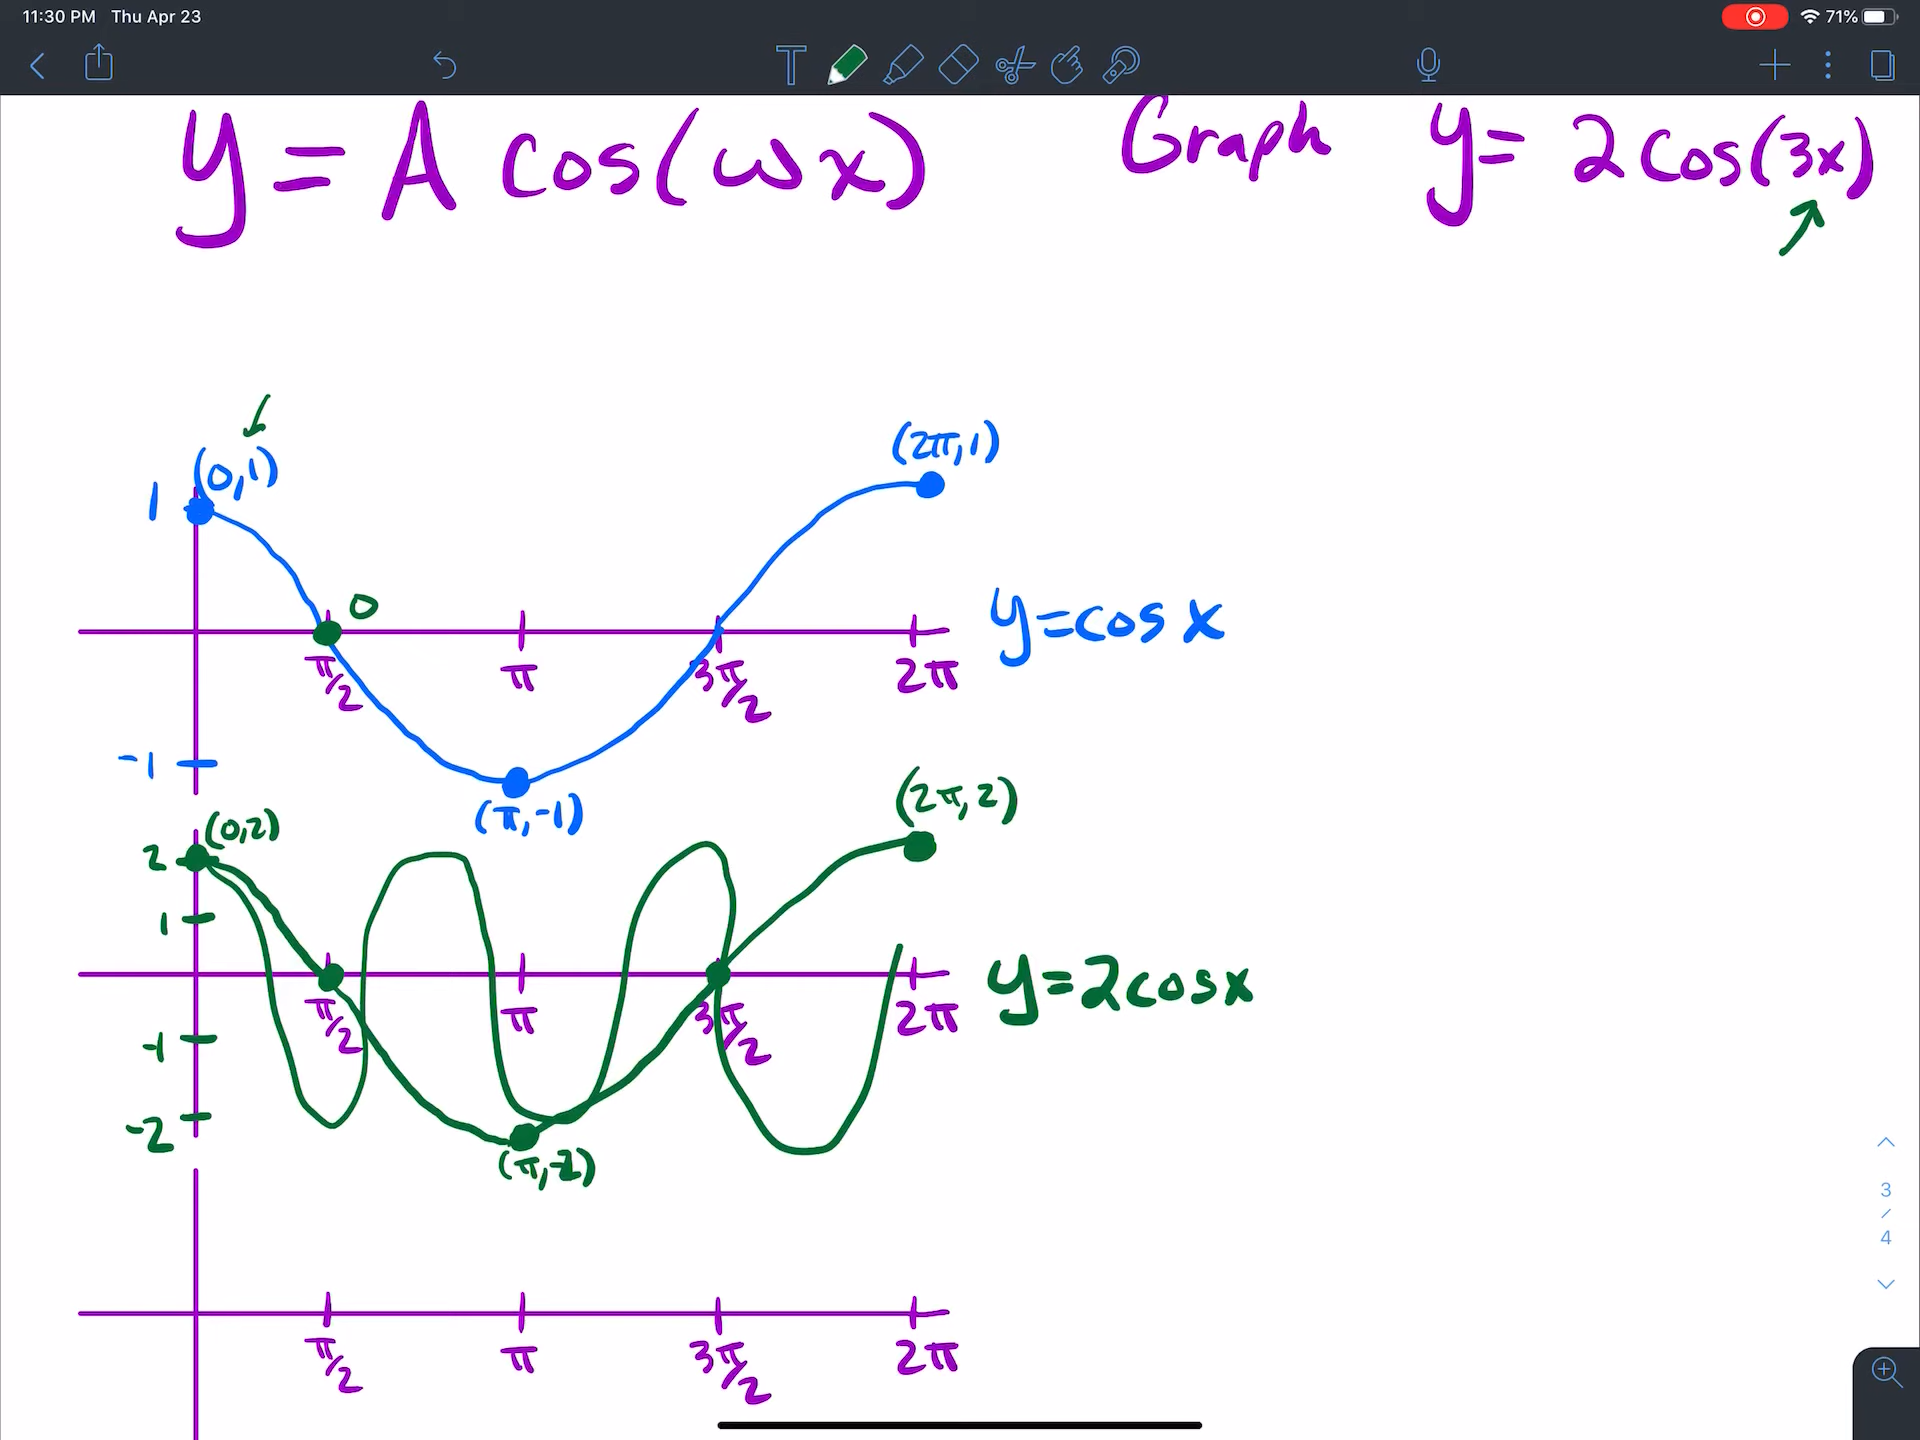 11:30 PM Thu Apr 23 71%
y = A cos(ωx) Graph y = 2cos(3x)
(0,1) (2π,1)
1
0
y=cos x
π/2 π 3π/2 2π
-1
(π,-1)
(0,2) (2π,2)
2
1
y=2cosx
π/2 π 3π/2 2π
-1
-2
(π,-2)
3
/
4
π/2 π 3π/2 2π